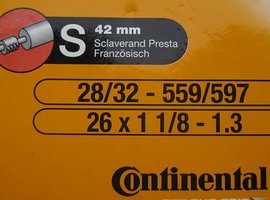 S
42 mm
Sclaverand Presta
Französisch
28/32 - 559/597
26 x 1 1/8 - 1.3
Continental